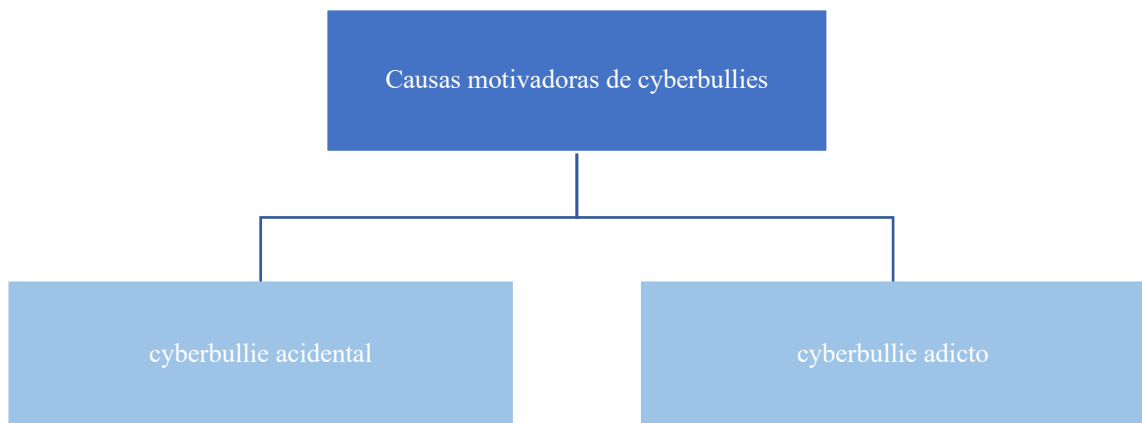 Causas motivadoras de cyberbullies
cyberbullie acidental
cyberbullie adicto